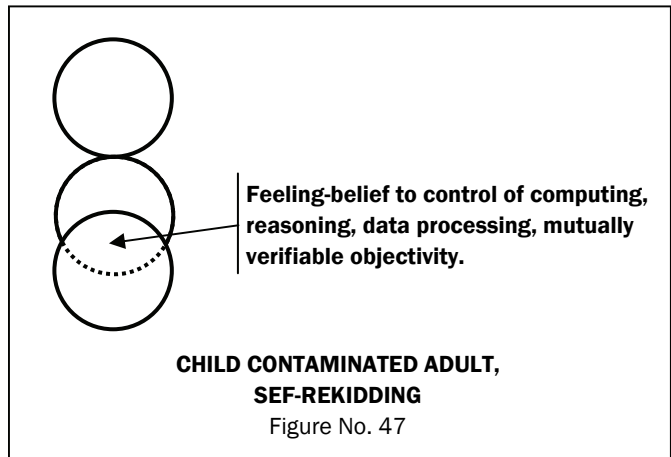 Feeling-belief to control of computing,
reasoning, data processing, mutually
verifiable objectivity.
CHILD CONTAMINATED ADULT,
SEF-REKIDDING
Figure No. 47